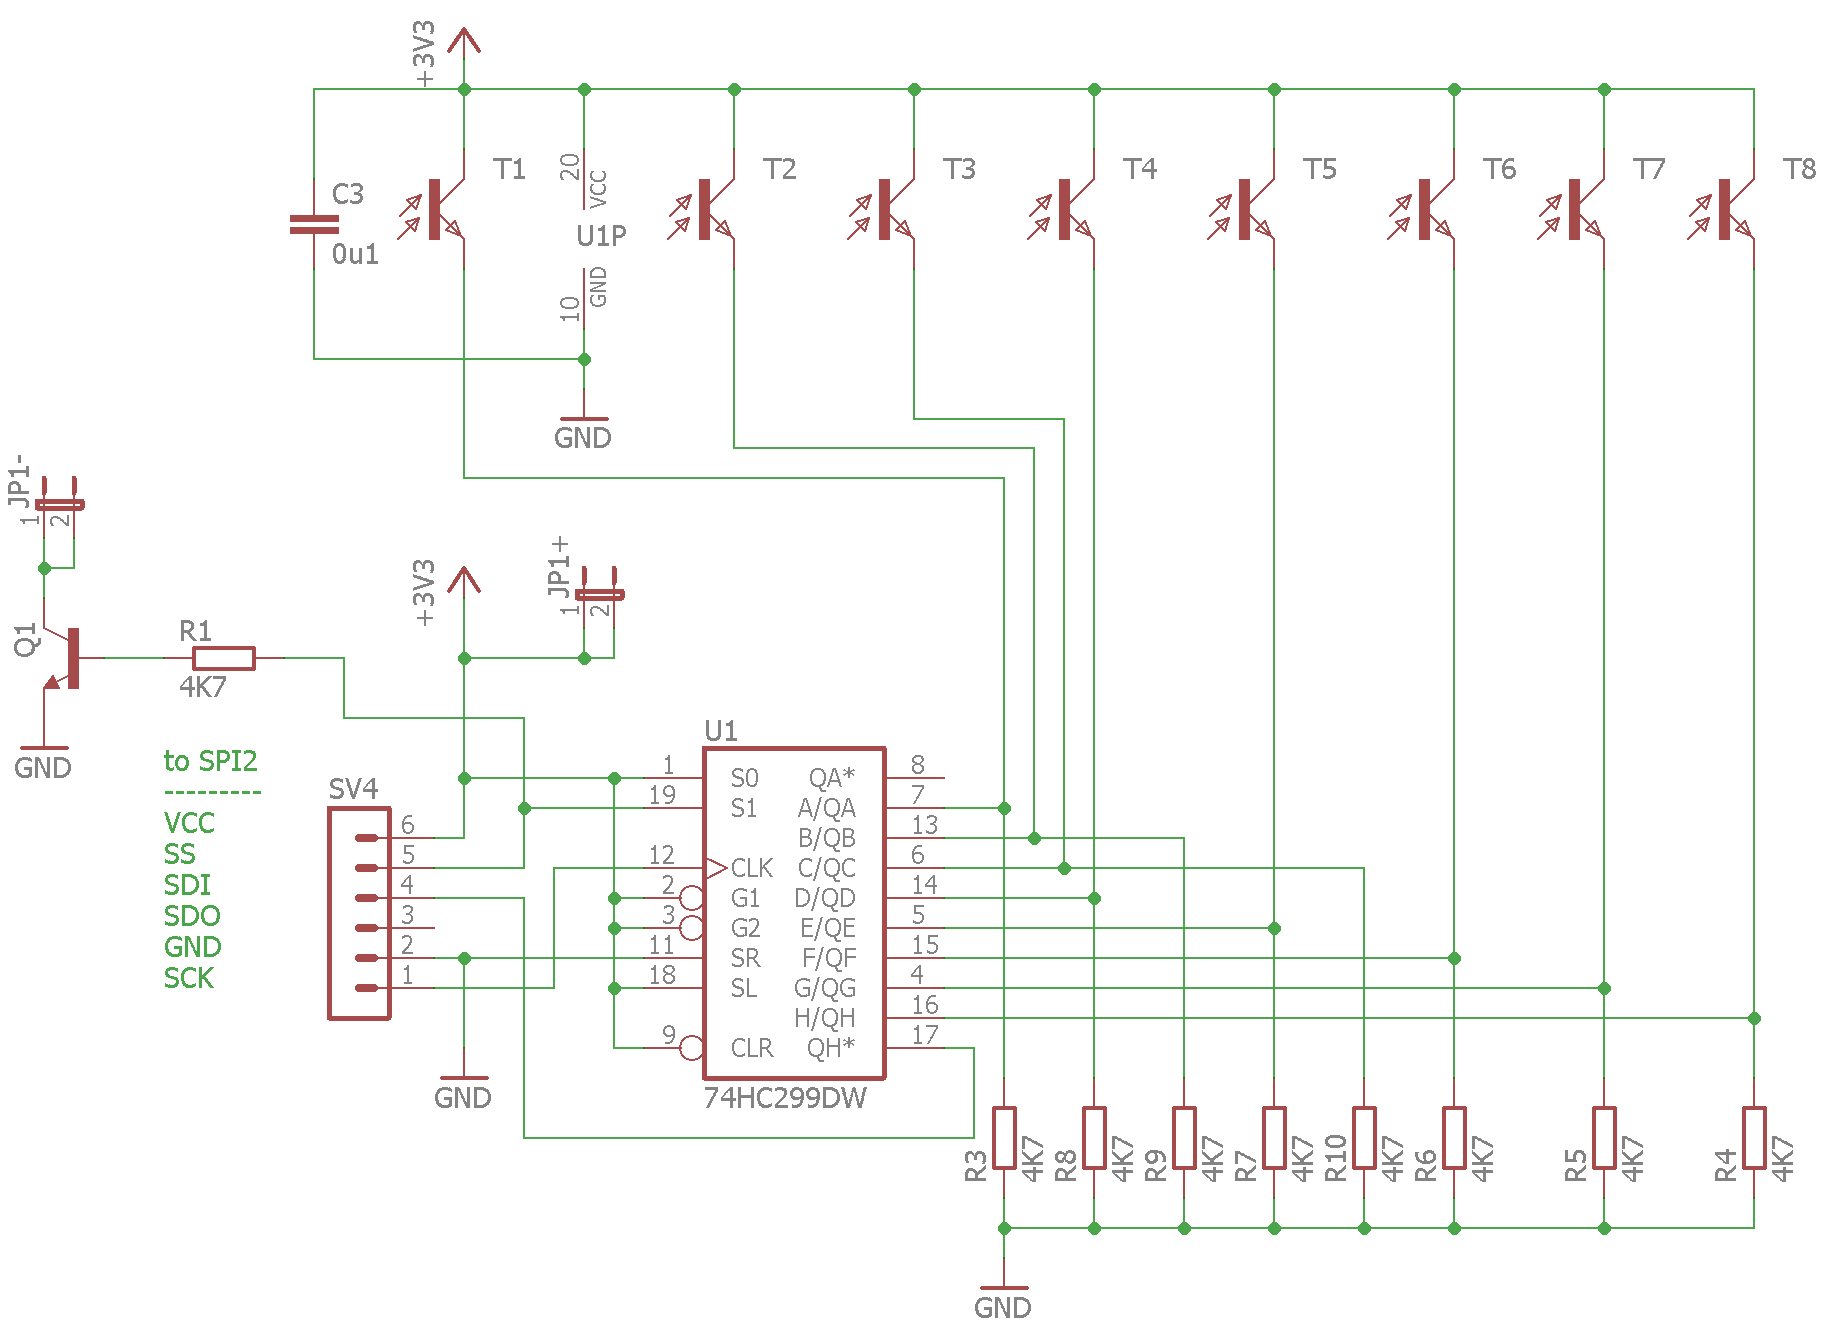 +3V3
T1
T2
T3
T4
T5
T6
T7
T8
C3
0u1
20
VCC
U1P
GND
10
GND
JP1-
1
2
+3V3
JP1+
1
2
Q1
R1
4K7
GND
to SPI2
---------
VCC
SS
SDI
SDO
GND
SCK
SV4
6
5
4
3
2
1
GND
U1
1 S0 QA* 8
19 S1 A/QA 7
B/QB 13
12 CLK C/QC 6
2 G1 D/QD 14
3 G2 E/QE 5
11 SR F/QF 15
18 SL G/QG 4
H/QH 16
9 CLR QH* 17
74HC299DW
R3 4K7
R8 4K7
R9 4K7
R7 4K7
R10 4K7
R6 4K7
R5 4K7
R4 4K7
GND